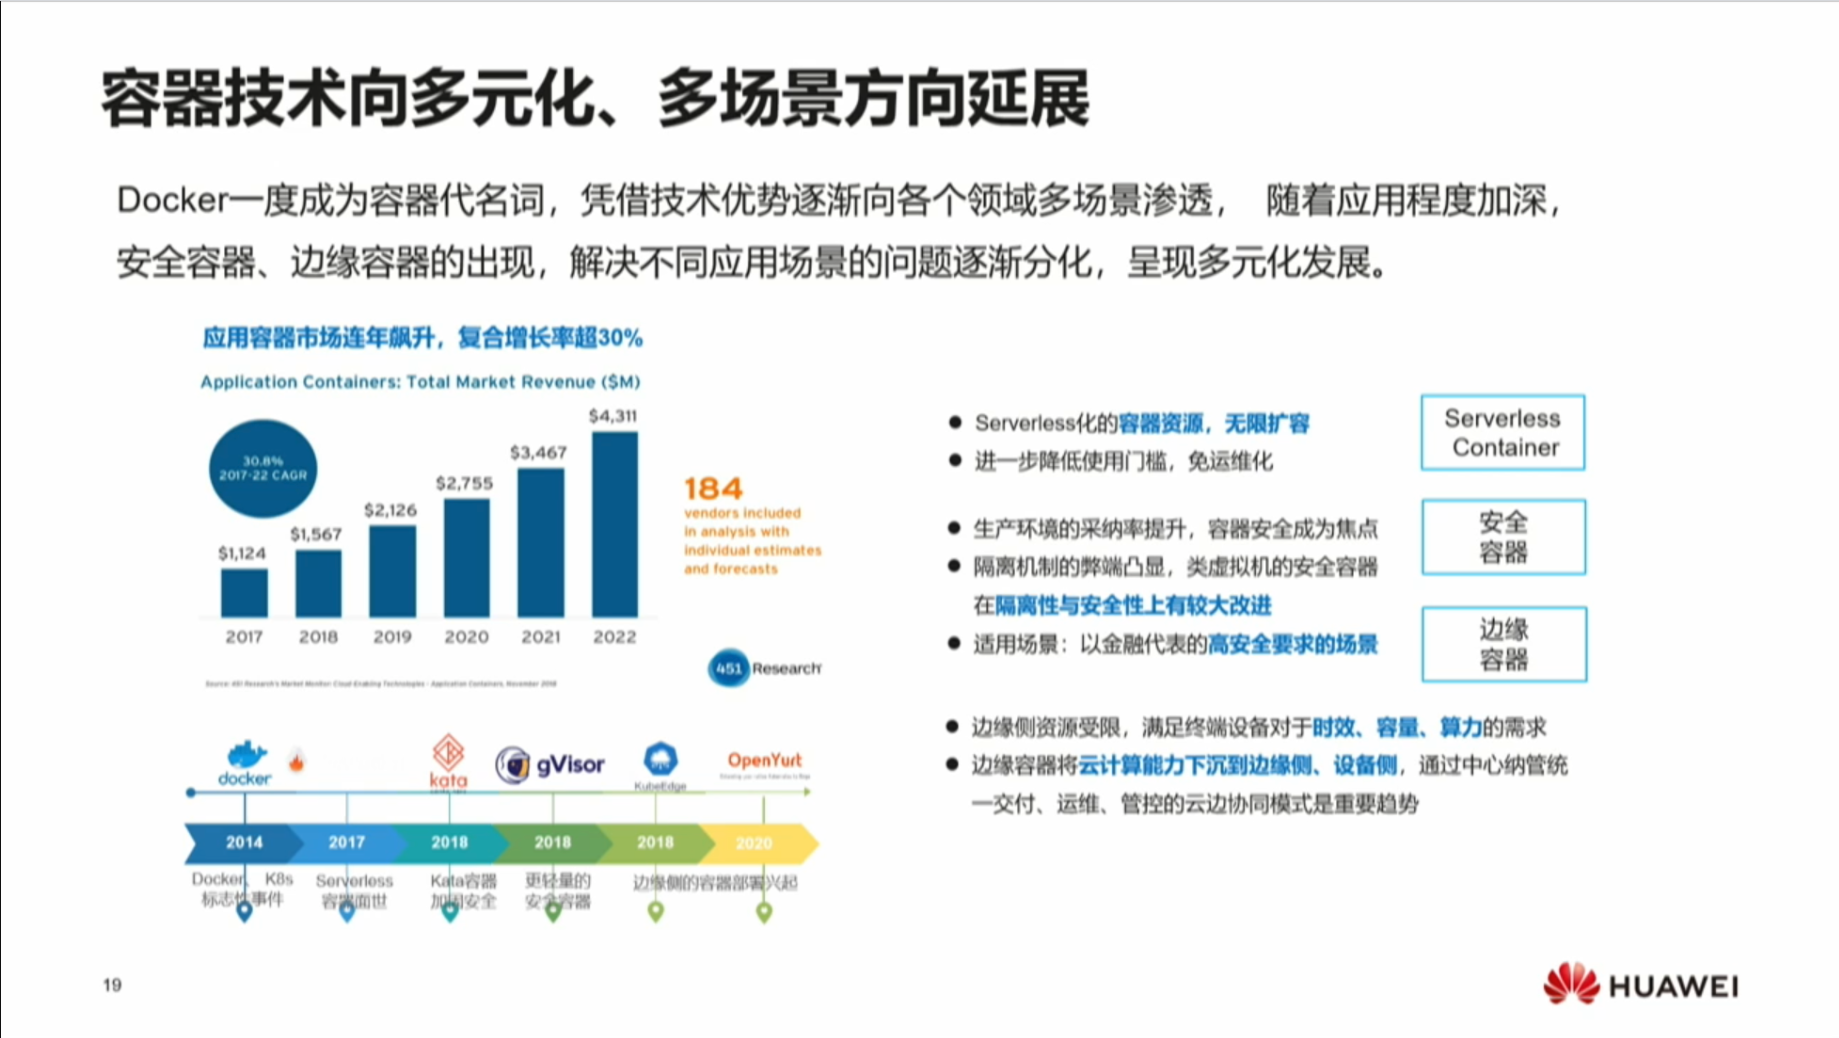 容器技术向多元化、多场景方向延展
Docker一度成为容器代名词，凭借技术优势逐渐向各个领域多场景渗透， 随着应用程度加深，
安全容器、边缘容器的出现，解决不同应用场景的问题逐渐分化，呈现多元化发展。
应用容器市场连年飙升，复合增长率超30%
Application Containers: Total Market Revenue ($M)
30.8%
2017-22 CAGR
$1,124
$1,567
$2,126
$2,755
$3,467
$4,311
2017 2018 2019 2020 2021 2022
184
vendors included
in analysis with
individual estimates
and forecasts
Source: 451 Research's Market Monitor: Cloud-Enabling Technologies - Application Containers, November 2018
451 Research
docker
kata
gVisor
KubeEdge
OpenYurt
2014 2017 2018 2018 2018 2020
Docker、 K8s
标志性事件
Serverless
容器面世
Kata容器
加固安全
更轻量的
安全容器
边缘侧的容器部署兴起
● Serverless化的容器资源，无限扩容
● 进一步降低使用门槛，免运维化
Serverless
Container
● 生产环境的采纳率提升，容器安全成为焦点
● 隔离机制的弊端凸显，类虚拟机的安全容器
在隔离性与安全性上有较大改进
● 适用场景：以金融代表的高安全要求的场景
安全
容器
边缘
容器
● 边缘侧资源受限，满足终端设备对于时效、容量、算力的需求
● 边缘容器将云计算能力下沉到边缘侧、设备侧，通过中心纳管统
一交付、运维、管控的云边协同模式是重要趋势
19
HUAWEI